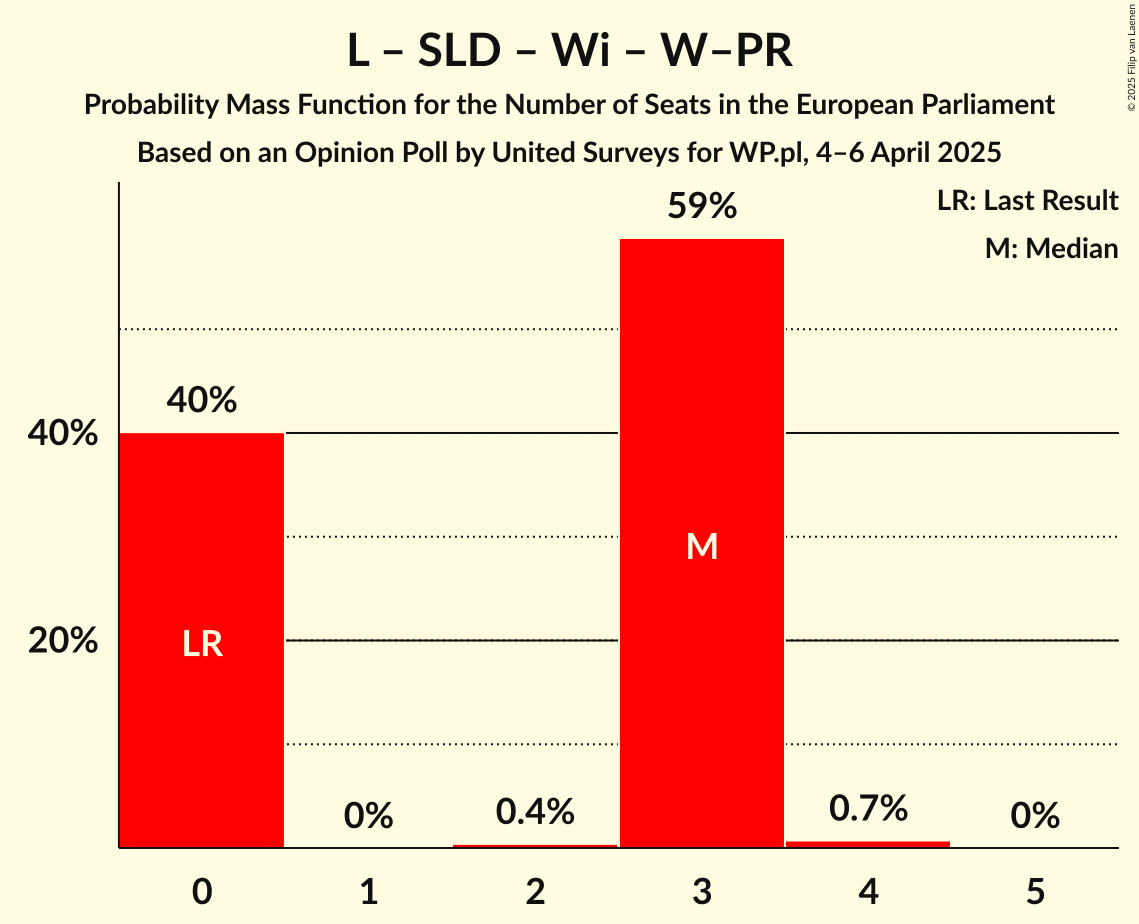 L – SLD – Wi – W–PR
Probability Mass Function for the Number of Seats in the European Parliament
Based on an Opinion Poll by United Surveys for WP.pl, 4–6 April 2025
© 2025 Filip van Laenen
LR: Last Result
M: Median
59%
40%
40%
M
20%
LR
0%
0.4%
0.7%
0%
0 1 2 3 4 5